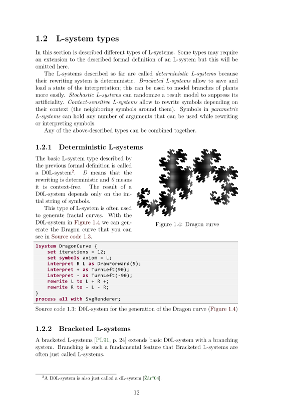 1.2 L-system types
In this section is described different types of L-systems. Some types may require
an extension to the described formal definition of an L-system but this will be
omitted here.
The L-systems described so far are called deterministic L-systems because
their rewriting system is deterministic. Bracketed L-systems allow to save and
load a state of the interpretation, this can be used to model branches of plants
more easily. Stochastic L-systems can randomize a result model to suppress its
artificiality. Context-sensitive L-systems allow to rewrite symbols depending on
their context (the neighboring symbols around them). Symbols in parametric
L-systems can hold any number of arguments that can be used while rewriting
or interpreting symbols.
Any of the above-described types can be combined together.
1.2.1 Deterministic L-systems
The basic L-system type described by
the previous formal definition is called
a D0L-system². D means that the
rewriting is deterministic and 0 means
it is context-free. The result of a
D0L-system depends only on the ini-
tial string of symbols.
This type of L-system is often used
to generate fractal curves. With the
D0L-system in Figure 1.4 we can gen-
erate the Dragon curve that you can
see in Source code 1.3.
Figure 1.4: Dragon curve
lsystem DragonCurve {
set iterations = 12;
set symbols axiom = L;
interpret R L as DrawForward(5);
interpret + as TurnLeft(90);
interpret - as TurnLeft(-90);
rewrite L to L + R +;
rewrite R to - L - R;
}
process all with SvgRenderer;
Source code 1.3: D0L-system for the generation of the Dragon curve (Figure 1.4)
1.2.2 Bracketed L-systems
A bracketed L-systems [PL91, p. 24] extends basic D0L-system with a branching
system. Branching is such a fundamental feature that Bracketed L-systems are
often just called L-systems.
²A D0L-system is also just called a dL-system
12